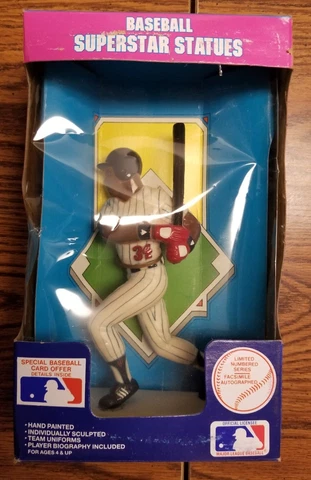 BASEBALL
SUPERSTAR STATUES
SPECIAL BASEBALL
CARD OFFER
DETAILS INSIDE
• HAND PAINTED
• INDIVIDUALLY SCULPTED
• TEAM UNIFORMS
• PLAYER BIOGRAPHY INCLUDED
FOR AGES 4 & UP
LIMITED
NUMBERED
SERIES
FACSIMILE
AUTOGRAPHED
OFFICIAL LICENSEE
MAJOR LEAGUE BASEBALL